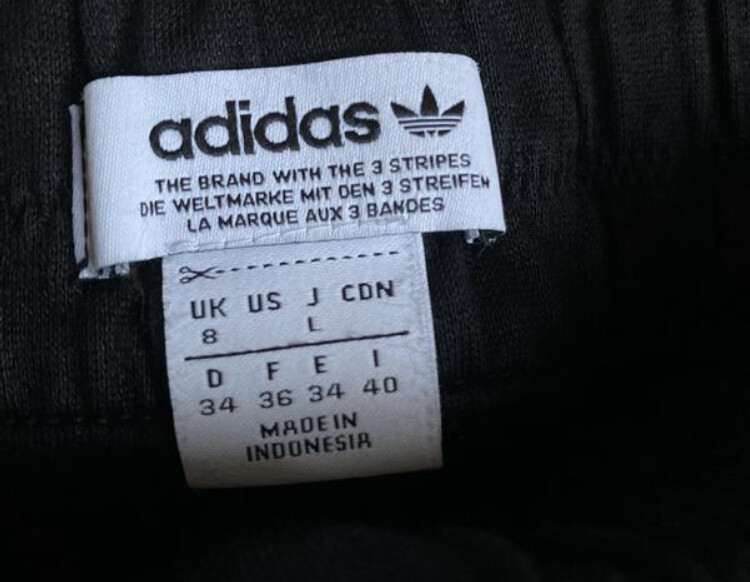 adidas
THE BRAND WITH THE 3 STRIPES
DIE WELTMARKE MIT DEN 3 STREIFEN
LA MARQUE AUX 3 BANDES
UK US J CDN
8 L
D F E I
34 36 34 40
MADE IN
INDONESIA